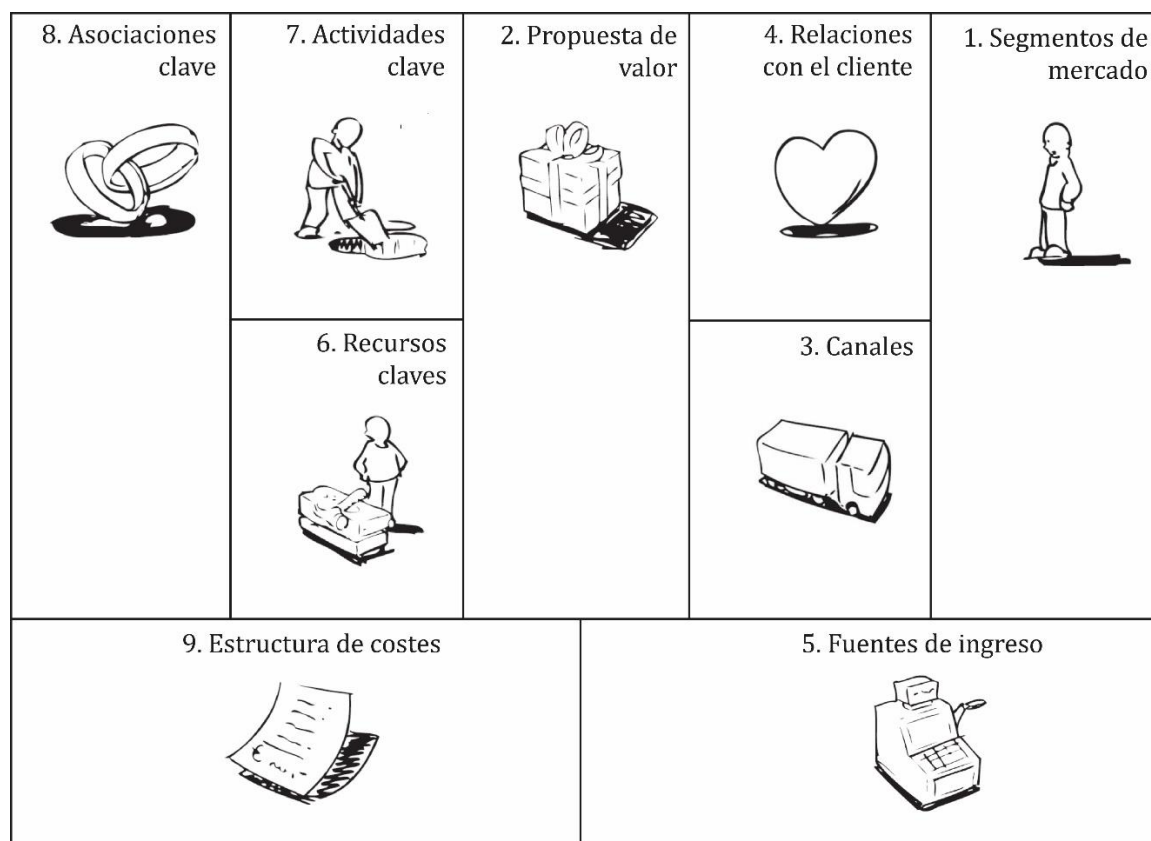 8. Asociaciones
clave
7. Actividades
clave
2. Propuesta de
valor
4. Relaciones
con el cliente
1. Segmentos de
mercado
6. Recursos
claves
3. Canales
9. Estructura de costes
5. Fuentes de ingreso